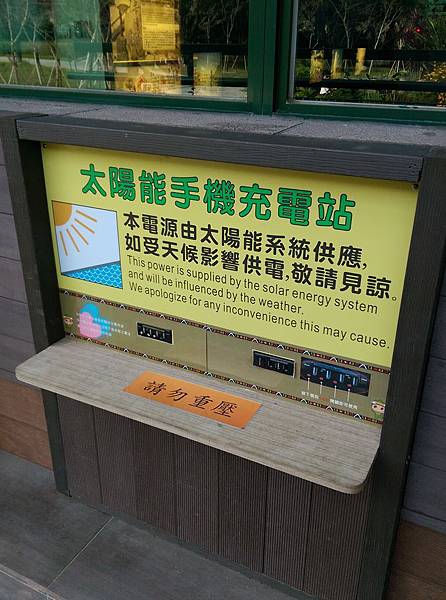 太陽能手機充電站
本電源由太陽能系統供應，
如受天候影響供電，敬請見諒。
This power is supplied by the solar energy system
and will be influenced by the weather.
We apologize for any inconvenience this may cause.
請勿重壓